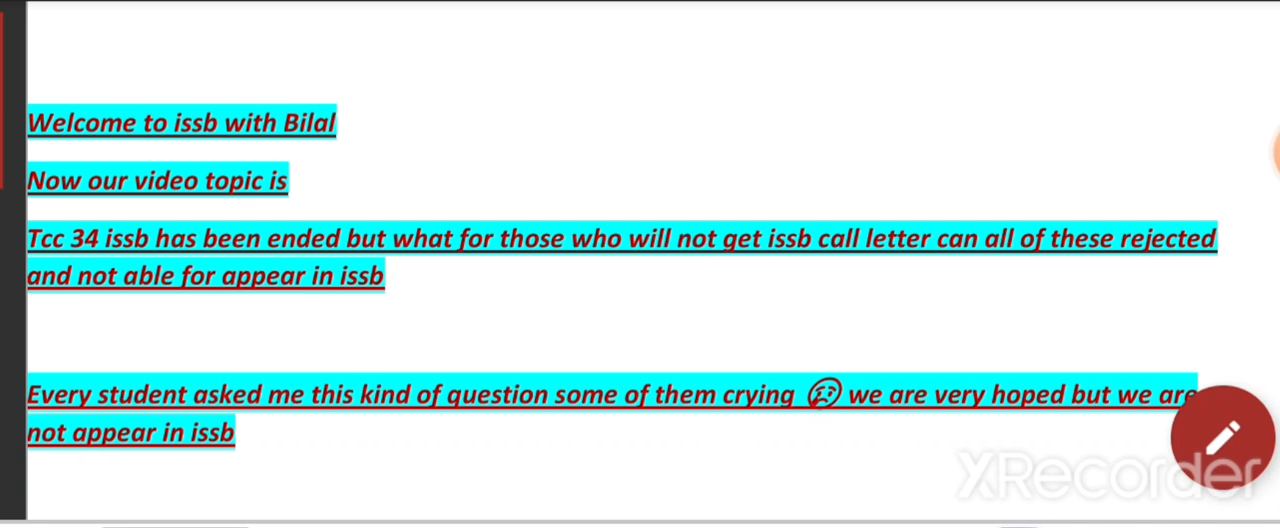 Welcome to issb with Bilal
Now our video topic is
Tcc 34 issb has been ended but what for those who will not get issb call letter can all of these rejected
and not able for appear in issb
Every student asked me this kind of question some of them crying 😢 we are very hoped but we are
not appear in issb
XRecorder